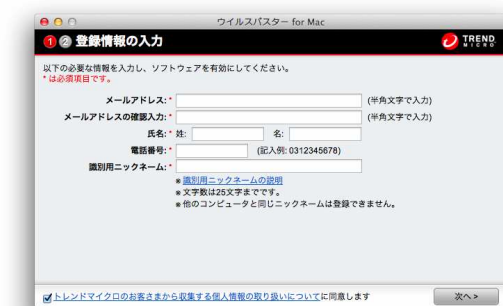 ウイルスバスター for Mac
1 2 登録情報の入力
TREND MICRO
以下の必要な情報を入力し、ソフトウェアを有効にしてください。
* は必須項目です。
メールアドレス: * (半角文字で入力)
メールアドレスの確認入力: * (半角文字で入力)
氏名: * 姓: 名:
電話番号: * (記入例: 0312345678)
識別用ニックネーム: *
※ 識別用ニックネームの説明
※ 文字数は25文字までです。
※ 他のコンピュータと同じニックネームは登録できません。
トレンドマイクロのお客さまから収集する個人情報の取り扱いについてに同意します
次へ >